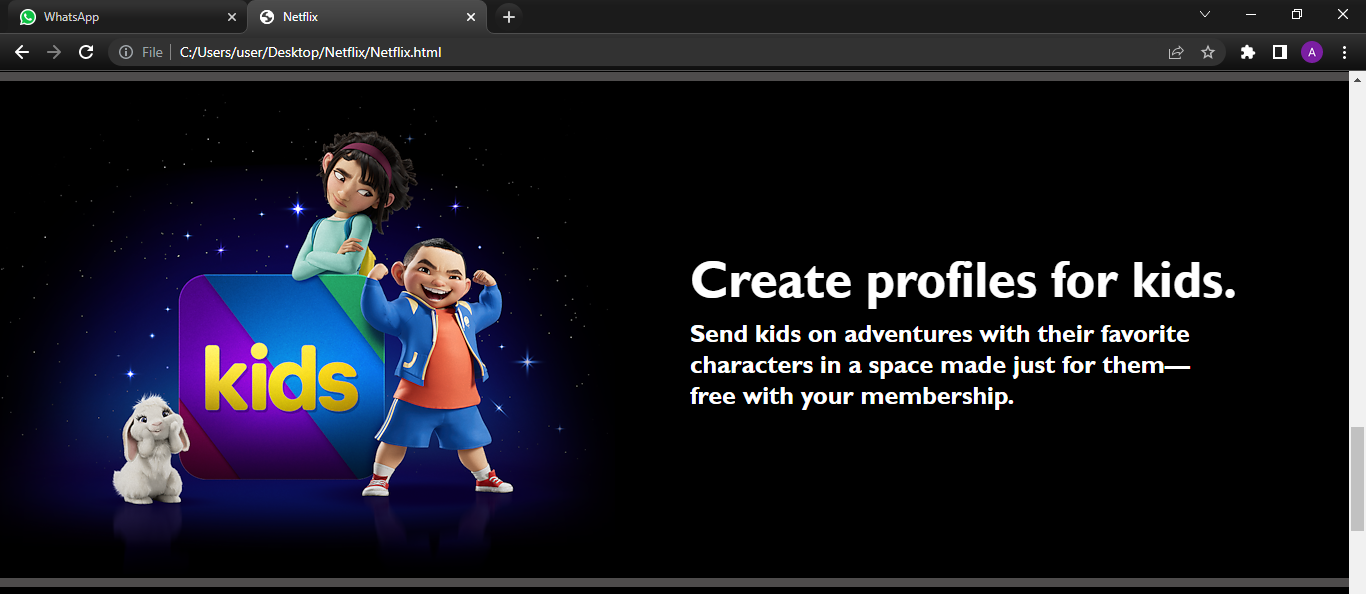 WhatsApp
Netflix
File
C:/Users/user/Desktop/Netflix/Netflix.html
A
kids
Create profiles for kids.
Send kids on adventures with their favorite
characters in a space made just for them—
free with your membership.